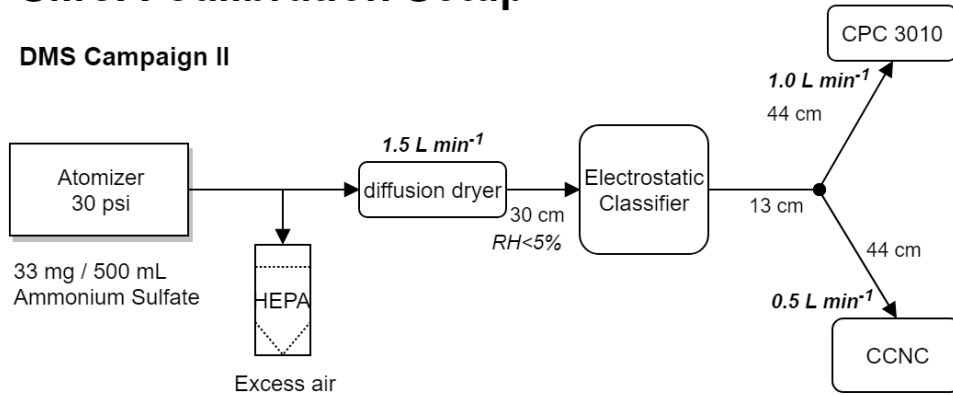 DMS Campaign II
CPC 3010
1.0 L min⁻¹
44 cm
Atomizer
30 psi
1.5 L min⁻¹
diffusion dryer
30 cm
RH<5%
Electrostatic
Classifier
13 cm
44 cm
33 mg / 500 mL
Ammonium Sulfate
HEPA
0.5 L min⁻¹
CCNC
Excess air